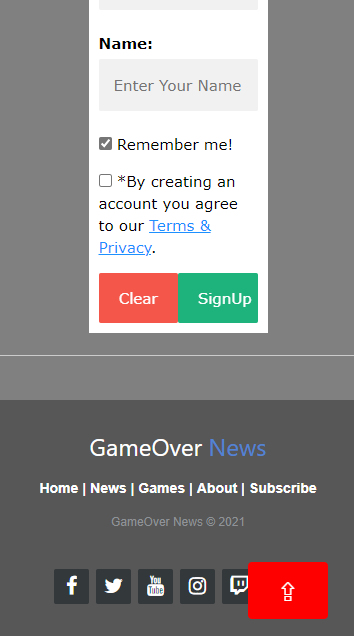 Name:
Enter Your Name
Remember me!
*By creating an
account you agree
to our Terms &
Privacy.
Clear SignUp
GameOver News
Home | News | Games | About | Subscribe
GameOver News © 2021
You Tube